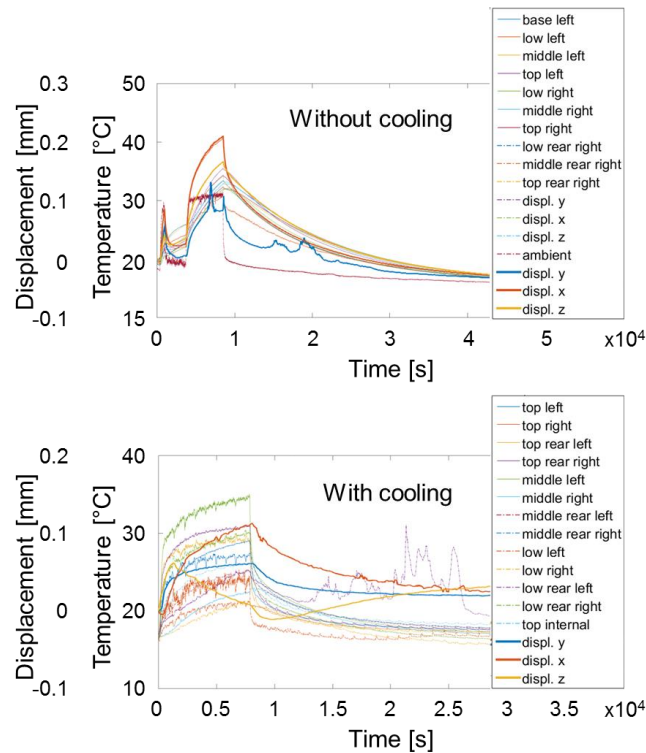 base left
low left
middle left
top left
low right
middle right
top right
low rear right
middle rear right
top rear right
displ. y
displ. x
displ. z
ambient
displ. y
displ. x
displ. z
Without cooling
Displacement [mm]
0.3
0.2
0.1
0
-0.1
Temperature [°C]
50
40
30
20
15
0 1 2 3 4 5 6
x10⁴
Time [s]
top left
top right
top rear left
top rear right
middle left
middle right
middle rear left
middle rear right
low left
low right
low rear left
low rear right
top internal
displ. y
displ. x
displ. z
With cooling
Displacement [mm]
0.2
0.1
0
-0.1
Temperature [°C]
40
30
20
10
0 0.5 1 1.5 2 2.5 3 4
x10⁴
Time [s]